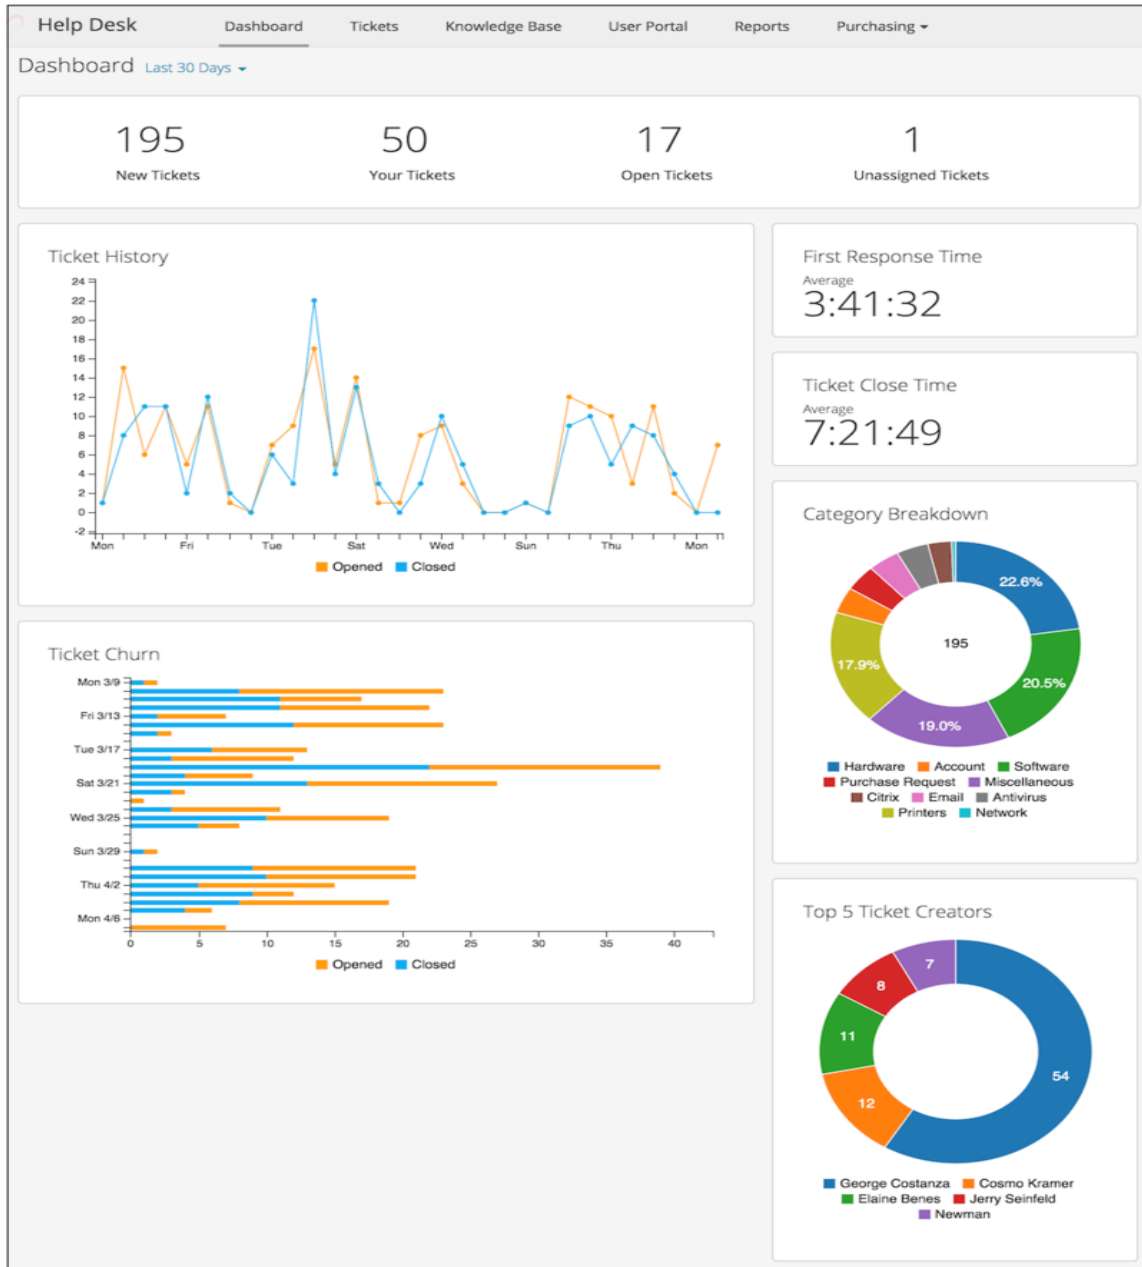 Help Desk Dashboard Tickets Knowledge Base User Portal Reports Purchasing
Dashboard Last 30 Days
195 50 17 1
New Tickets Your Tickets Open Tickets Unassigned Tickets
Ticket History
24
22
20
18
16
14
12
10
8
6
4
2
0
-2
Mon Fri Tue Sat Wed Sun Thu Mon
Opened Closed
First Response Time
Average
3:41:32
Ticket Close Time
Average
7:21:49
Category Breakdown
22.6%
195
17.9%
20.5%
19.0%
Hardware Account Software
Purchase Request Miscellaneous
Citrix Email Antivirus
Printers Network
Ticket Churn
Mon 3/9
Fri 3/13
Tue 3/17
Sat 3/21
Wed 3/25
Sun 3/29
Thu 4/2
Mon 4/6
0 5 10 15 20 25 30 35 40
Opened Closed
Top 5 Ticket Creators
7
8
11
54
12
George Costanza Cosmo Kramer
Elaine Benes Jerry Seinfeld
Newman